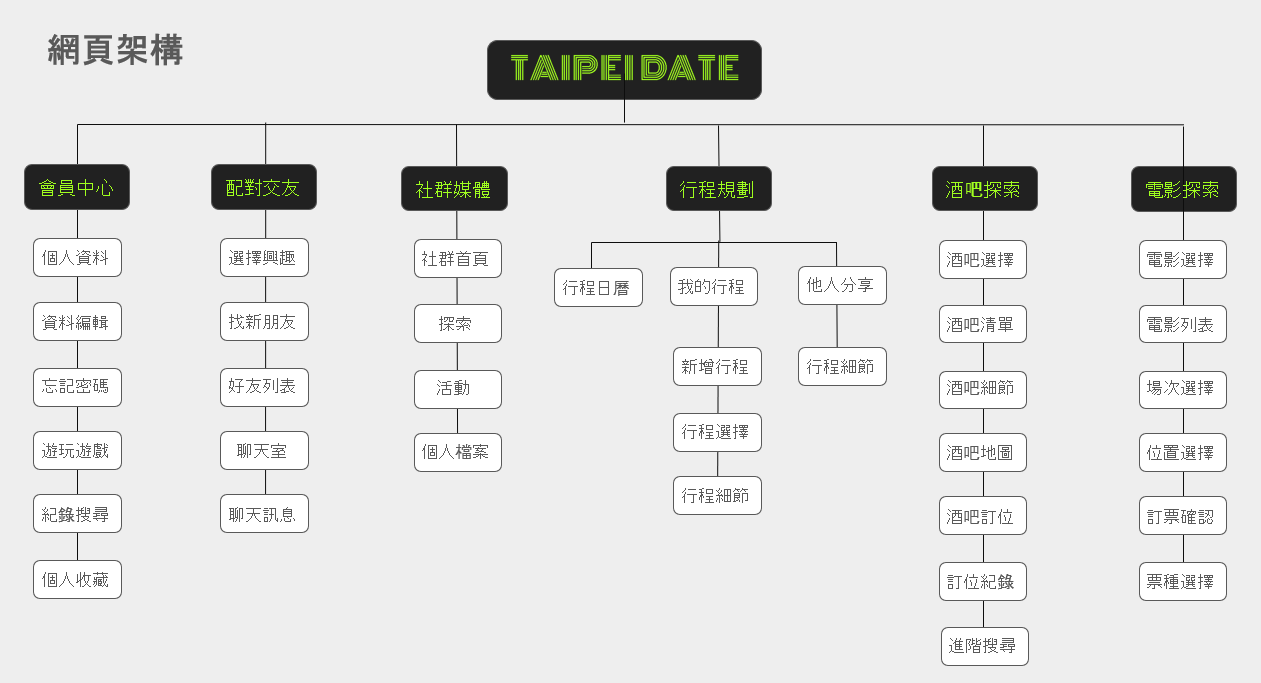 網頁架構
TAIPEI DATE
會員中心
個人資料
資料編輯
忘記密碼
遊玩遊戲
紀錄搜尋
個人收藏
配對交友
選擇興趣
找新朋友
好友列表
聊天室
聊天訊息
社群媒體
社群首頁
探索
活動
個人檔案
行程規劃
行程日曆
我的行程
新增行程
行程選擇
行程細節
他人分享
行程細節
酒吧探索
酒吧選擇
酒吧清單
酒吧細節
酒吧地圖
酒吧訂位
訂位紀錄
進階搜尋
電影探索
電影選擇
電影列表
場次選擇
位置選擇
訂票確認
票種選擇